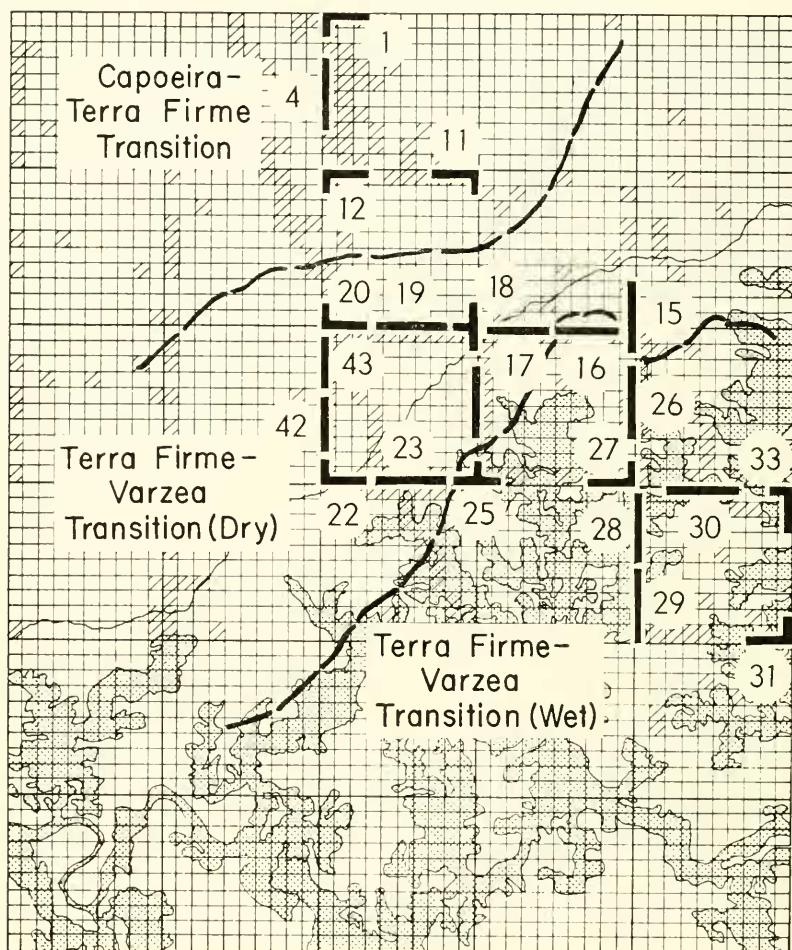 1
Capoeira–
Terra Firme
Transition
4
11
12
20
19
18
15
43
17
16
26
42
23
27
33
Terra Firme–
Varzea
Transition (Dry)
22
25
28
30
29
Terra Firme–
Varzea
Transition (Wet)
31